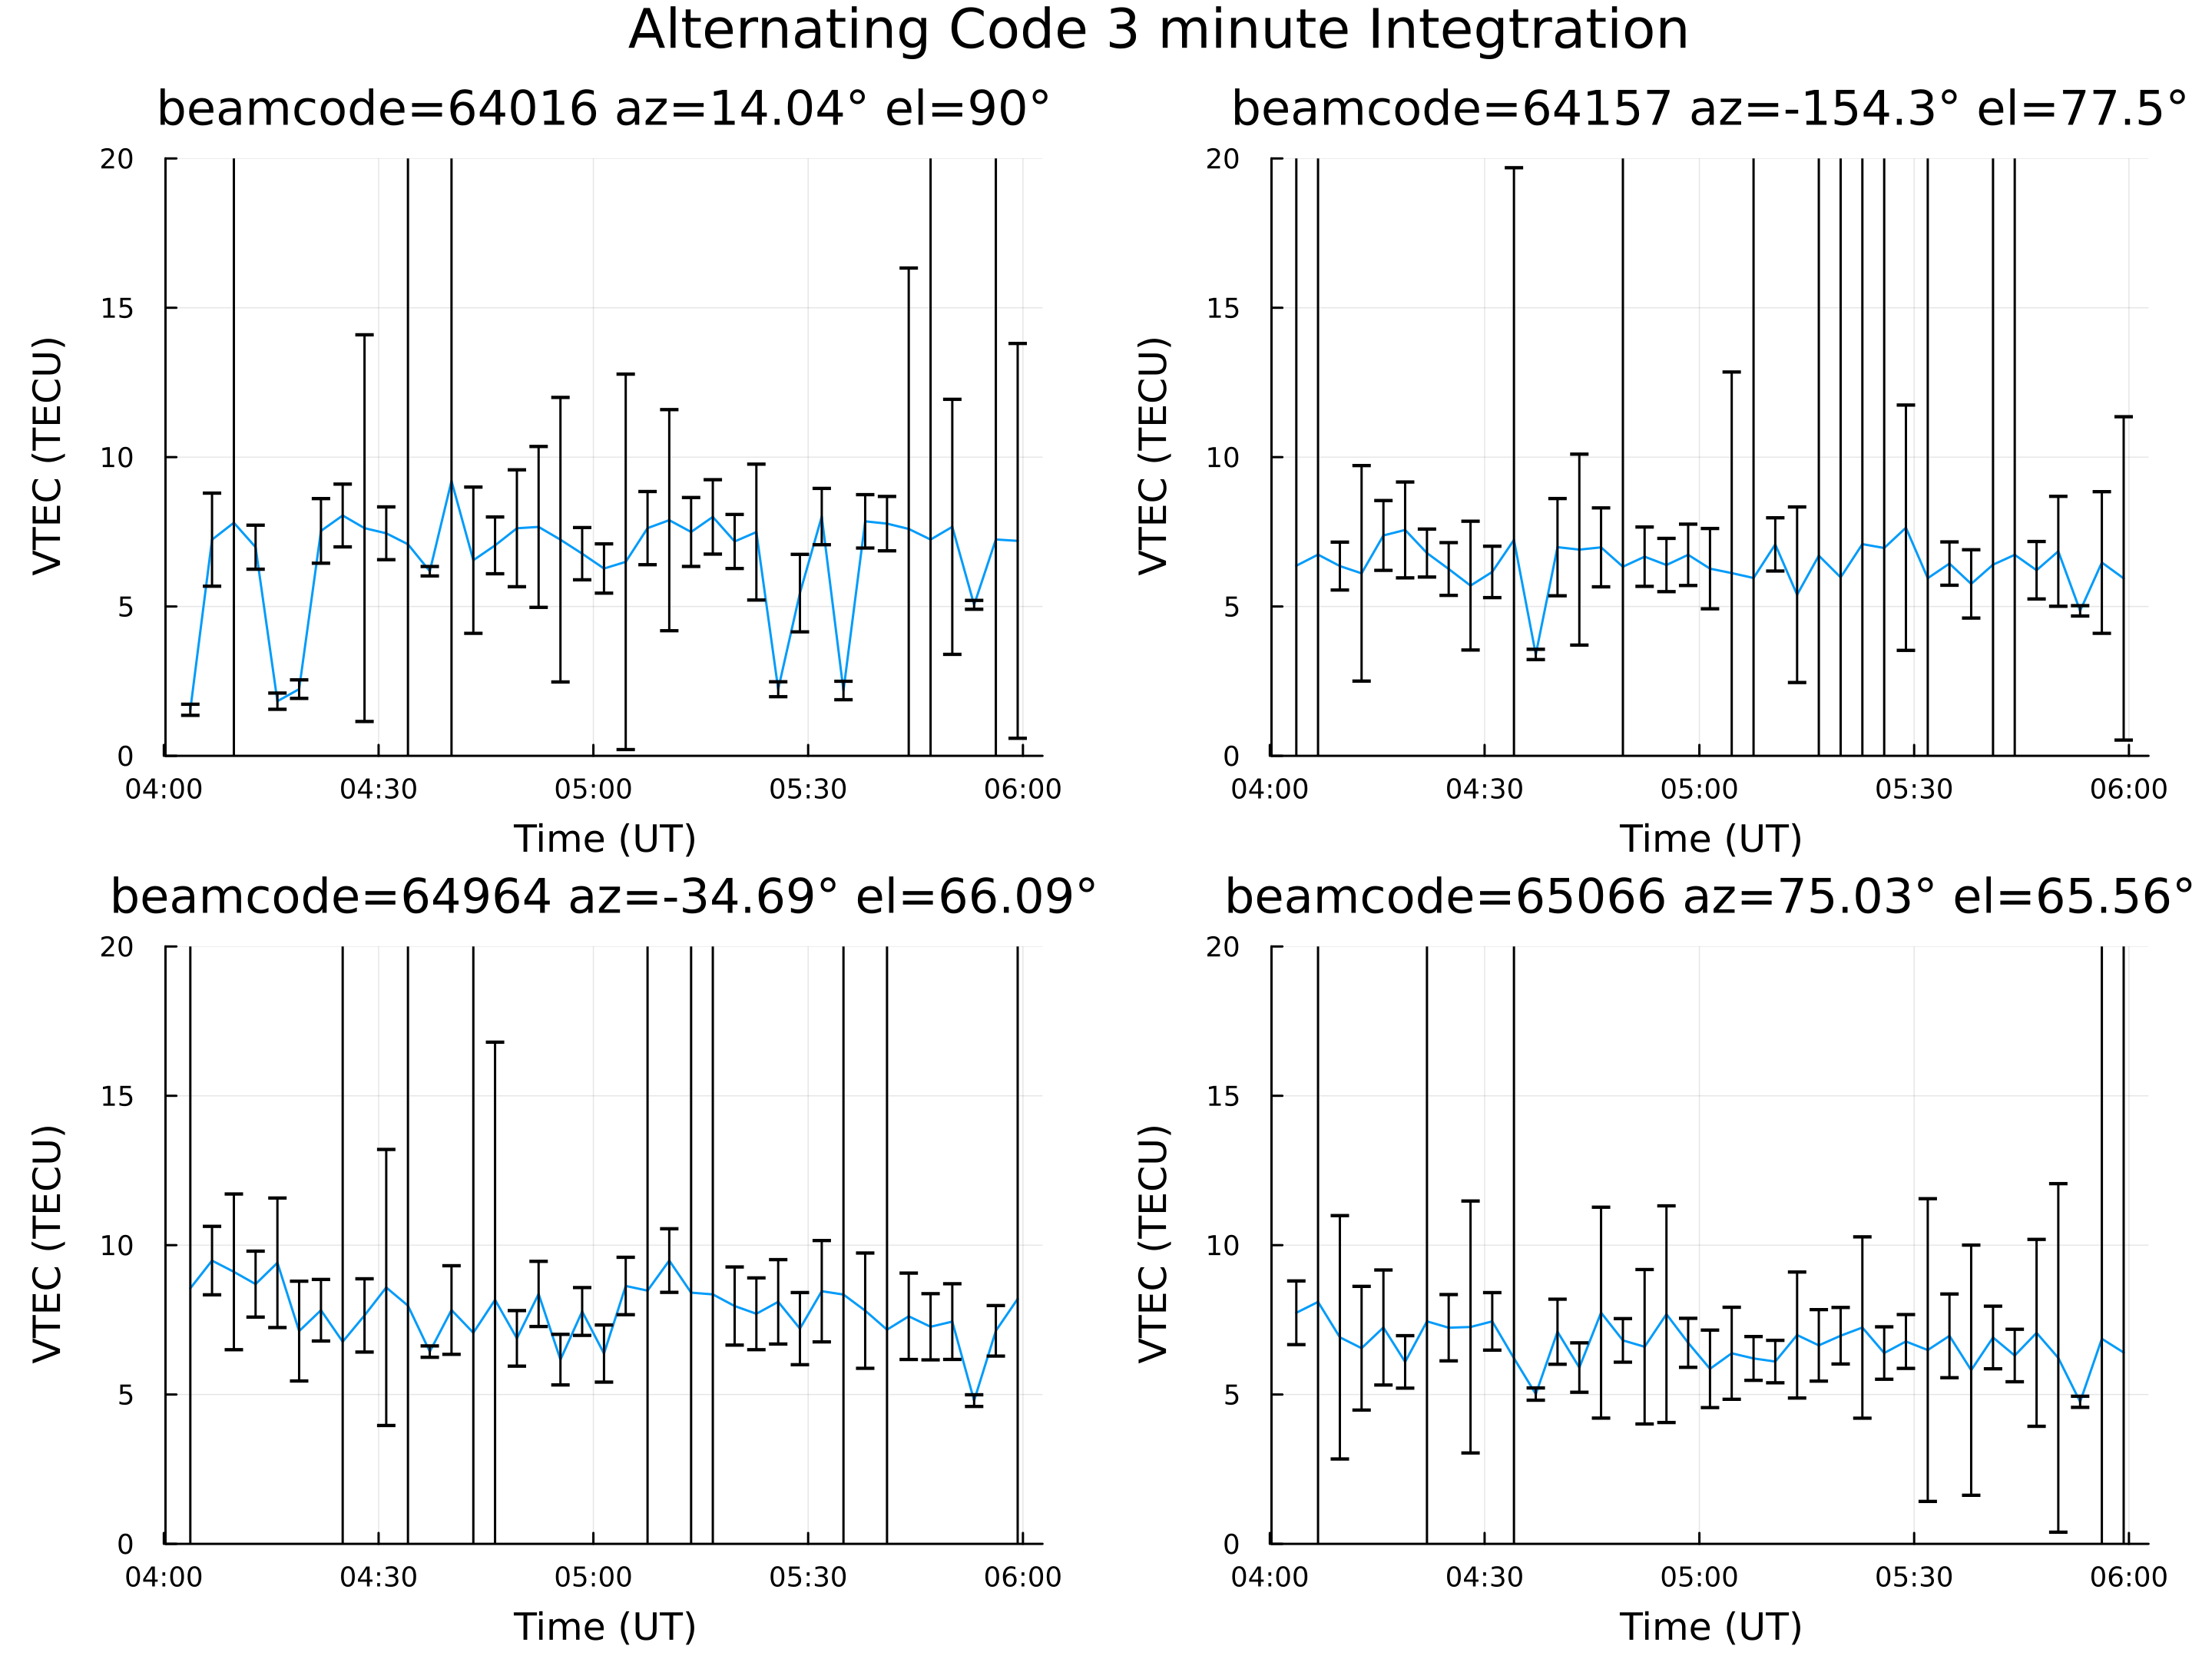 Alternating Code 3 minute Integtration
beamcode=64016 az=14.04° el=90°
20
15
10
5
0
VTEC (TECU)
04:00 04:30 05:00 05:30 06:00
Time (UT)
beamcode=64157 az=-154.3° el=77.5°
20
15
10
5
0
VTEC (TECU)
04:00 04:30 05:00 05:30 06:00
Time (UT)
beamcode=64964 az=-34.69° el=66.09°
20
15
10
5
0
VTEC (TECU)
04:00 04:30 05:00 05:30 06:00
Time (UT)
beamcode=65066 az=75.03° el=65.56°
20
15
10
5
0
VTEC (TECU)
04:00 04:30 05:00 05:30 06:00
Time (UT)